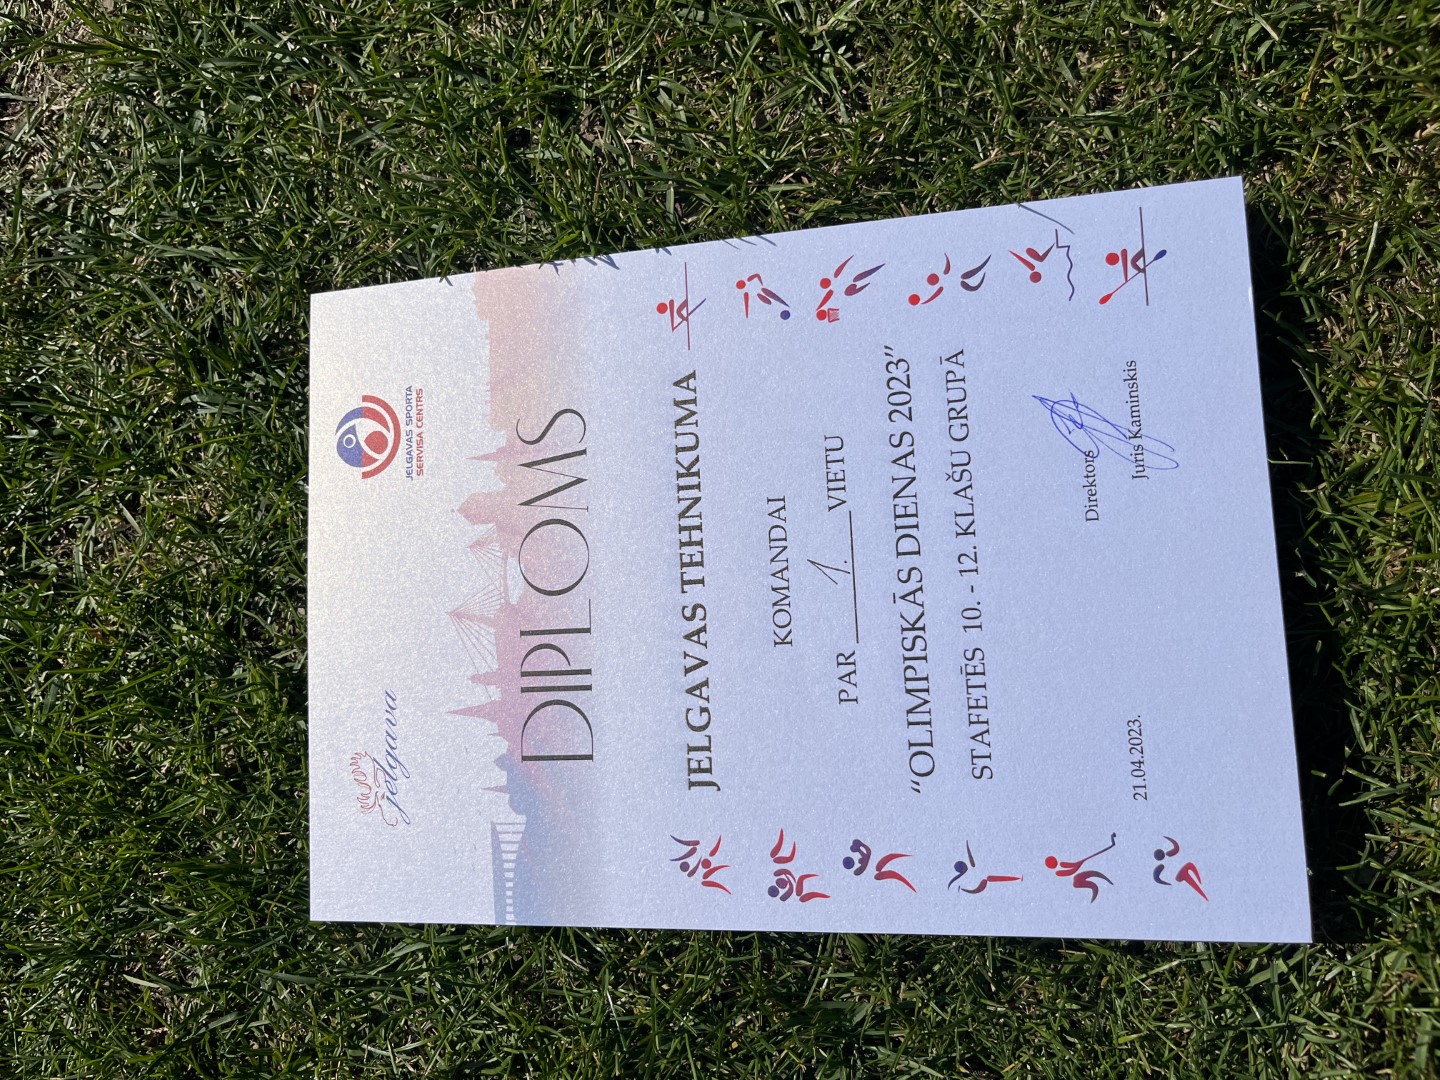 jelgava
JELGAVAS SPORTA
SERVISA CENTRS
DIPLOMS
JELGAVAS TEHNIKUMA
KOMANDAI
PAR 1. VIETU
“OLIMPISKĀS DIENAS 2023”
STAFETĒS 10. - 12. KLAŠU GRUPĀ
Direktors
21.04.2023. Juris Kaminskis